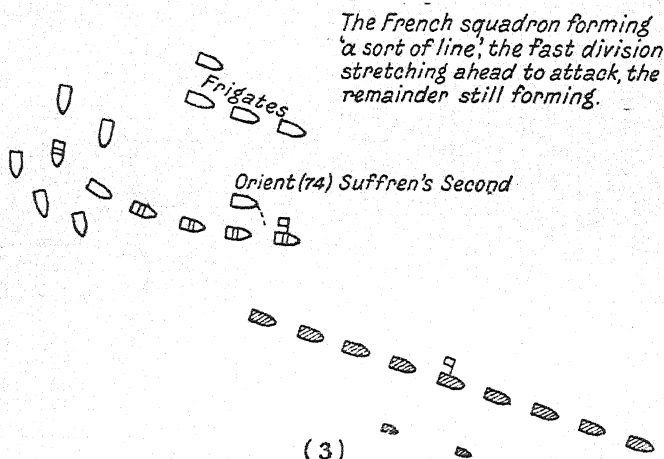 The French squadron forming
'a sort of line', the fast division
stretching ahead to attack, the
remainder still forming.
Frigates
Orient (74) Suffren's Second
(3)